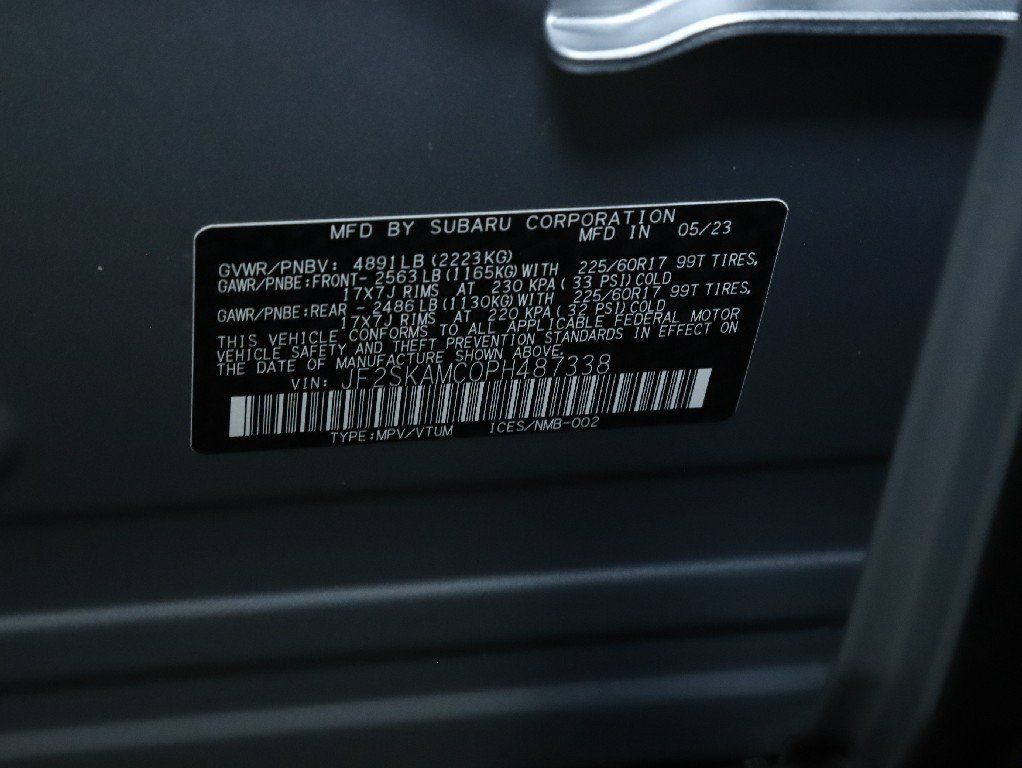 MFD BY SUBARU CORPORATION
MFD IN 05/23
GVWR/PNBV: 4891LB (2223KG)
GAWR/PNBE:FRONT- 2563LB(1165KG)WITH 225/60R17 99T TIRES,
17X7J RIMS AT 230 KPA ( 33 PSI)COLD
GAWR/PNBE:REAR - 2486LB(1130KG)WITH 225/60R17 99T TIRES,
17X7J RIMS AT 220 KPA ( 32 PSI)COLD
THIS VEHICLE CONFORMS TO ALL APPLICABLE FEDERAL MOTOR
VEHICLE SAFETY AND THEFT PREVENTION STANDARDS IN EFFECT ON
THE DATE OF MANUFACTURE SHOWN ABOVE.
VIN: JF2SKAMC0PH487338
TYPE:MPV/VTUM ICES/NMB-002